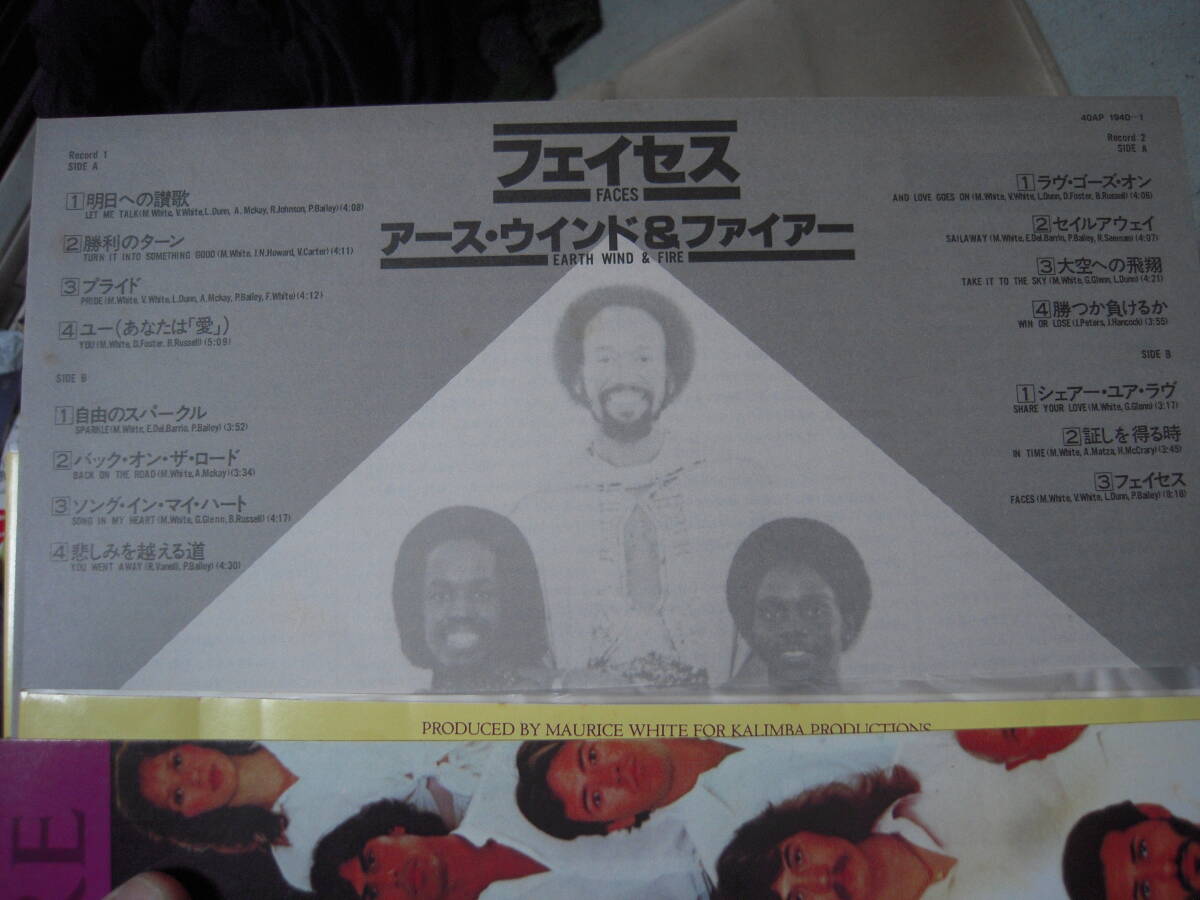 40AP 1940-1
フェイセス
FACES
アース・ウインド&ファイアー
EARTH WIND & FIRE
Record 1
SIDE A
1 明日への讃歌
LET ME TALK(M.White, V.White, L.Dunn, A.Mckay, R.Johnson, P.Bailey)(4:08)
2 勝利のターン
TURN IT INTO SOMETHING GOOD(M.White, J.N.Howard, V.Carter)(4:11)
3 プライド
PRIDE(M.White, V.White, L.Dunn, A.Mckay, P.Bailey, F.White)(4:12)
4 ユー(あなたは「愛」)
YOU(M.White, D.Foster, B.Russell)(5:09)
SIDE B
1 自由のスパークル
SPARKLE(M.White, E.Del.Barrio, P.Bailey)(3:52)
2 バック・オン・ザ・ロード
BACK ON THE ROAD(M.White, A.Mckay)(3:34)
3 ソング・イン・マイ・ハート
SONG IN MY HEART(M.White, G.Glenn, B.Russell)(4:17)
4 悲しみを越える道
YOU WENT AWAY(R.Vanelli, P.Bailey)(4:30)
Record 2
SIDE A
1 ラヴ・ゴーズ・オン
AND LOVE GOES ON(M.White, V.White, L.Dunn, D.Foster, B.Russell)(4:06)
2 セイルアウェイ
SAILAWAY(M.White, E.Del.Barrio, P.Bailey, R.Saensan)(4:07)
3 大空への飛翔
TAKE IT TO THE SKY(M.White, G.Glenn, L.Dunn)(4:21)
4 勝つか負けるか
WIN OR LOSE(J.Peters, J.Hancock)(3:55)
SIDE B
1 シェアー・ユア・ラヴ
SHARE YOUR LOVE(M.White, G.Glenn)(3:17)
2 証しを得る時
IN TIME(M.White, A.Matza, H.McCrary)(3:45)
3 フェイセス
FACES(M.White, V.White, L.Dunn, P.Bailey)(8:18)
PRODUCED BY MAURICE WHITE FOR KALIMBA PRODUCTIONS
RE